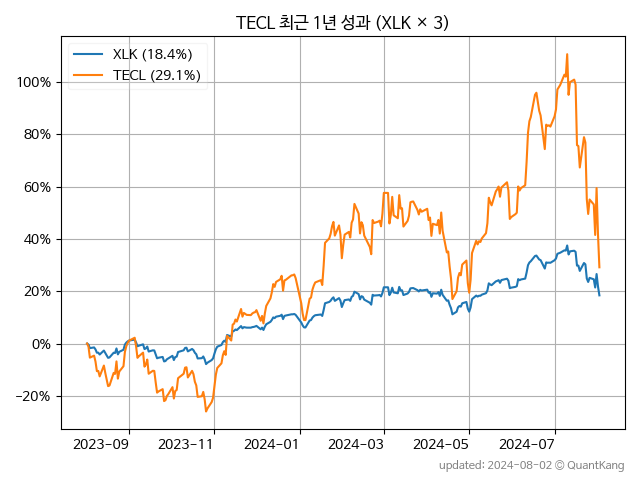 TECL 최근 1년 성과 (XLK × 3)
XLK (18.4%)
TECL (29.1%)
100%
80%
60%
40%
20%
0%
−20%
2023−09 2023−11 2024−01 2024−03 2024−05 2024−07
updated: 2024−08−02 © QuantKang